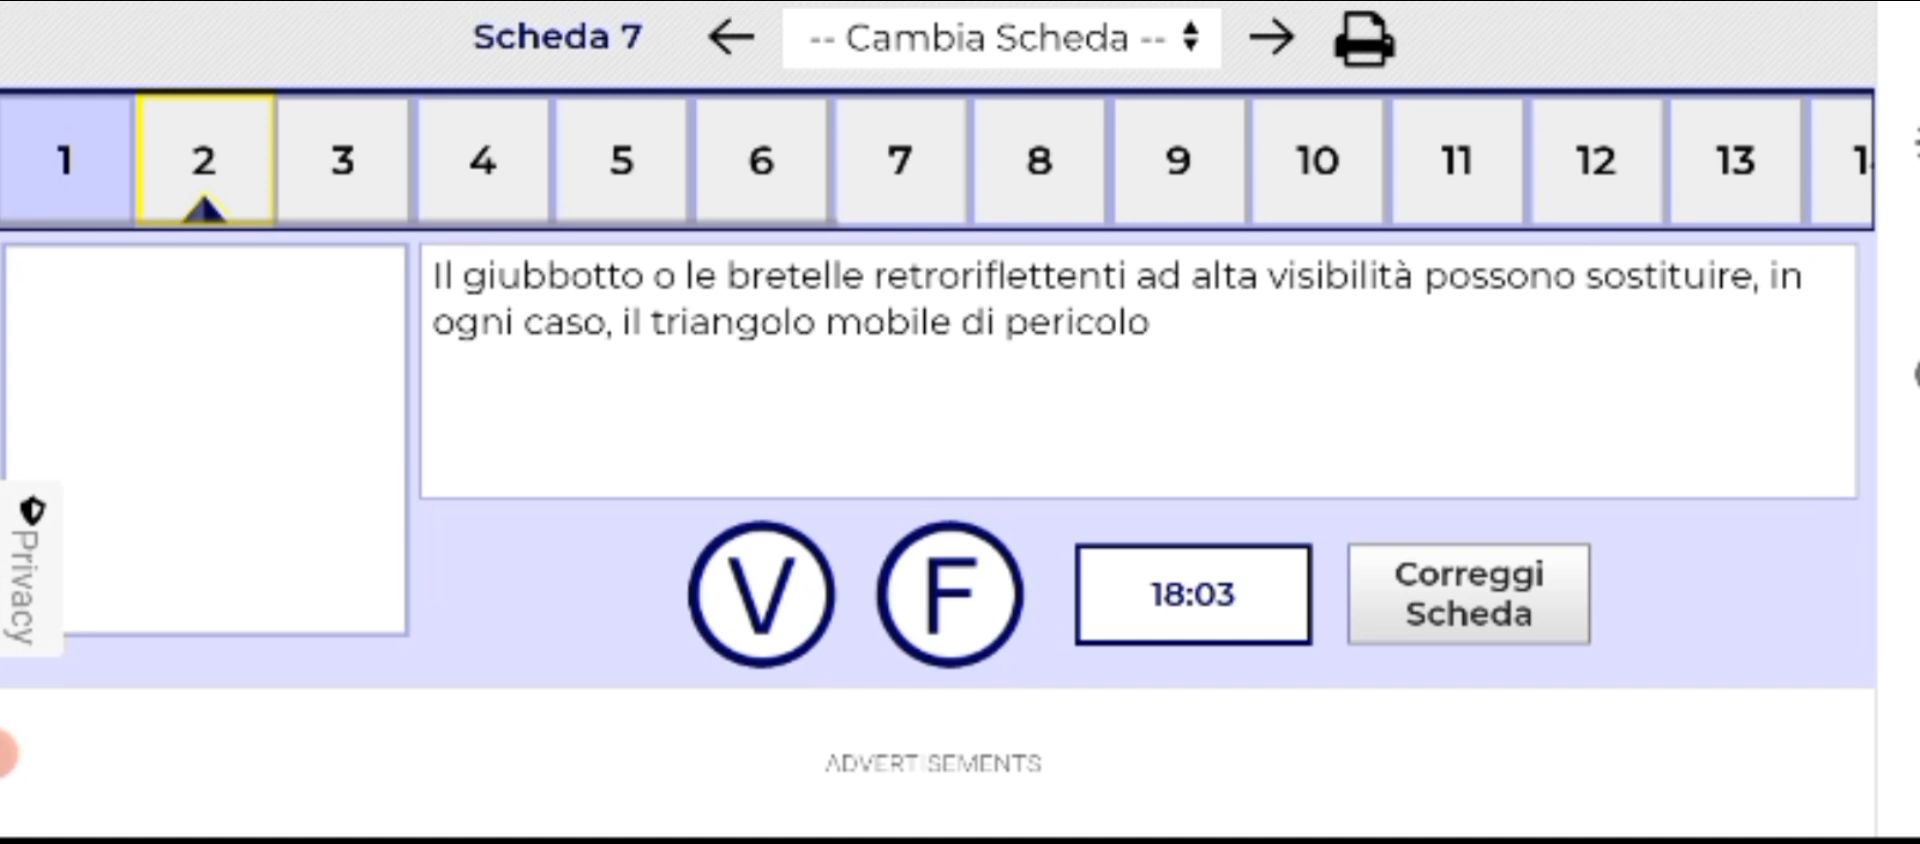 Scheda 7
-- Cambia Scheda --
1 2 3 4 5 6 7 8 9 10 11 12 13
Il giubbotto o le bretelle retroriflettenti ad alta visibilità possono sostituire, in
ogni caso, il triangolo mobile di pericolo
Privacy
V F
18:03
Correggi
Scheda
ADVERTISEMENTS